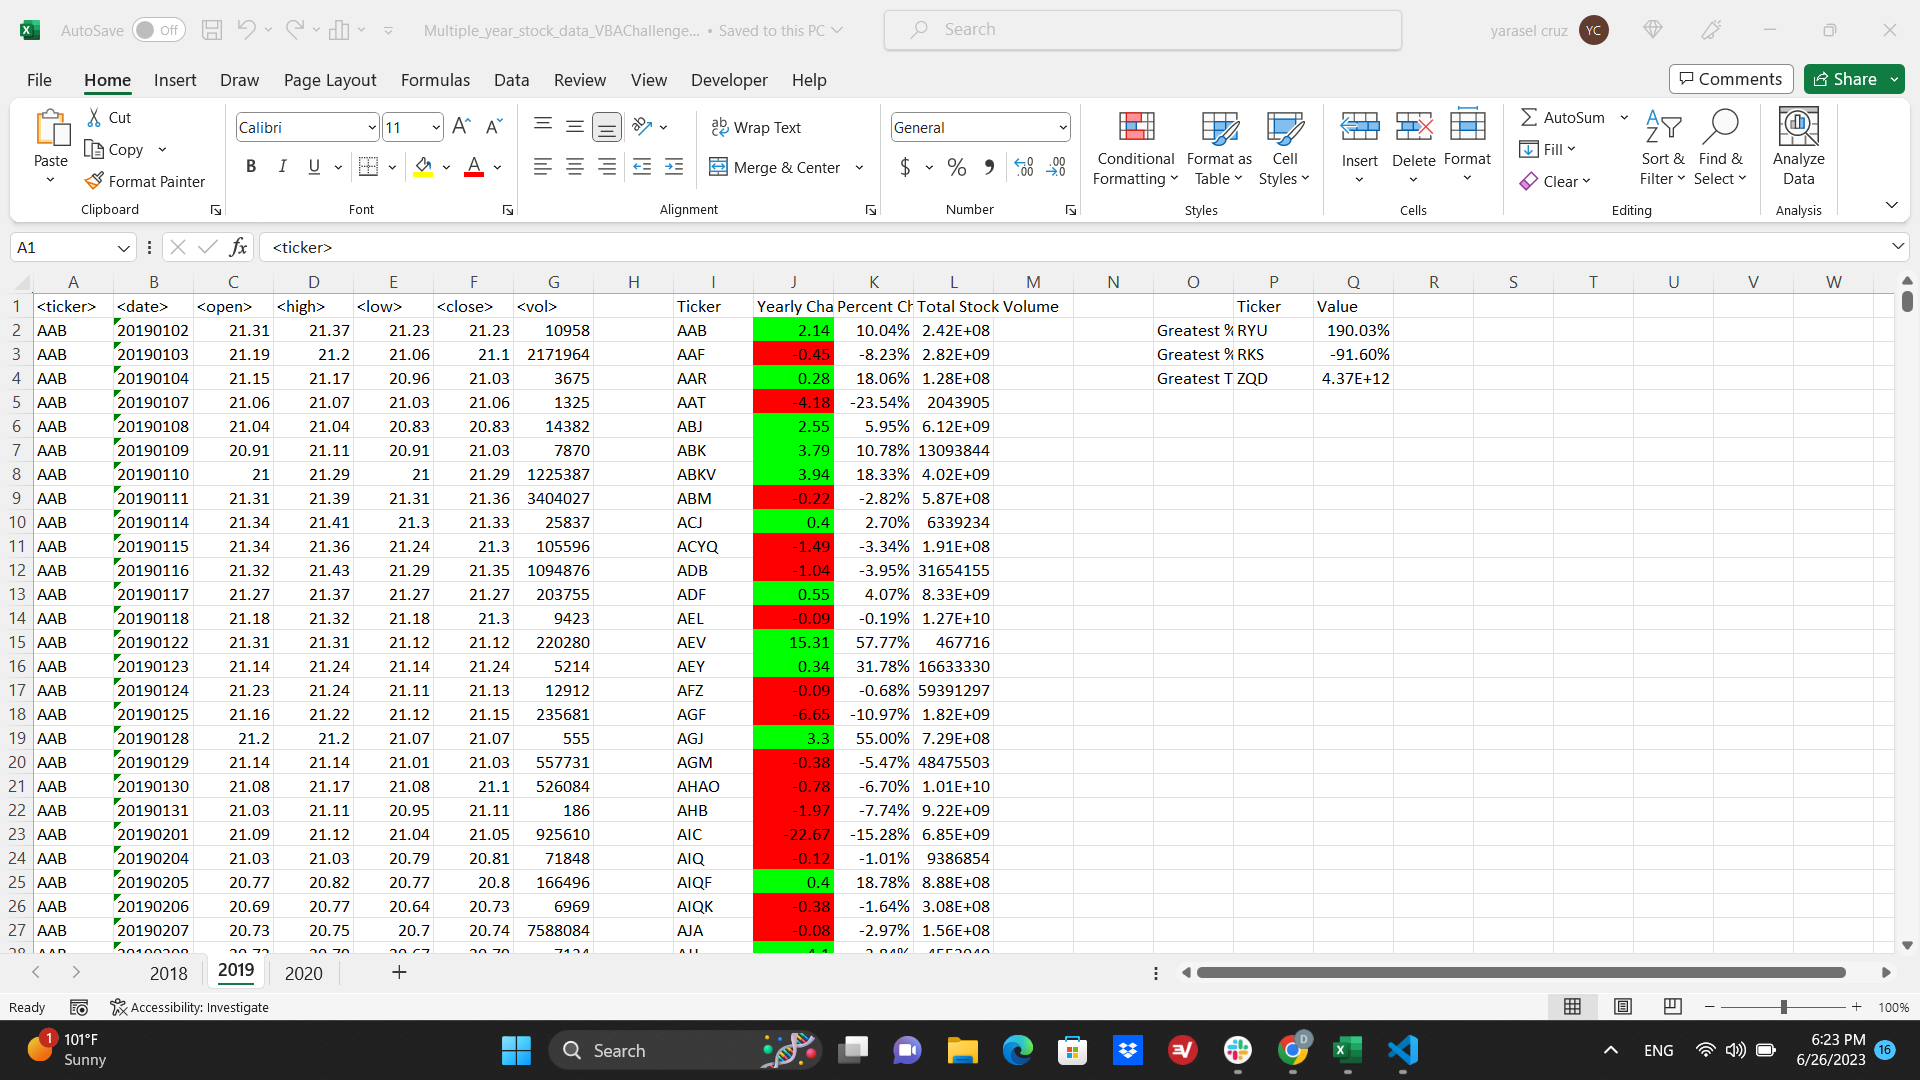 AutoSave Off Multiple_year_stock_data_VBAChallenge... • Saved to this PC Search yarasel cruz YC
File Home Insert Draw Page Layout Formulas Data Review View Developer Help Comments Share
Paste Cut Copy Format Painter Clipboard
Calibri 11 B I U A Font
Wrap Text Merge & Center Alignment
General $ % Number
Conditional Formatting Format as Table Cell Styles Styles
Insert Delete Format Cells
AutoSum Fill Clear Sort & Filter Find & Select Editing
Analyze Data Analysis
A1 fx <ticker>
A B C D E F G H I J K L M N O P Q R S T U V W
1 <ticker> <date> <open> <high> <low> <close> <vol> Ticker Yearly Cha Percent Ch Total Stock Volume Ticker Value
2 AAB 20190102 21.31 21.37 21.23 21.23 10958 AAB 2.14 10.04% 2.42E+08 Greatest % RYU 190.03%
3 AAB 20190103 21.19 21.2 21.06 21.1 2171964 AAF -0.45 -8.23% 2.82E+09 Greatest % RKS -91.60%
4 AAB 20190104 21.15 21.17 20.96 21.03 3675 AAR 0.28 18.06% 1.28E+08 Greatest T ZQD 4.37E+12
5 AAB 20190107 21.06 21.07 21.03 21.06 1325 AAT -4.18 -23.54% 2043905
6 AAB 20190108 21.04 21.04 20.83 20.83 14382 ABJ 2.55 5.95% 6.12E+09
7 AAB 20190109 20.91 21.11 20.91 21.03 7870 ABK 3.79 10.78% 13093844
8 AAB 20190110 21 21.29 21 21.29 1225387 ABKV 3.94 18.33% 4.02E+09
9 AAB 20190111 21.31 21.39 21.31 21.36 3404027 ABM -0.22 -2.82% 5.87E+08
10 AAB 20190114 21.34 21.41 21.3 21.33 25837 ACJ 0.4 2.70% 6339234
11 AAB 20190115 21.34 21.36 21.24 21.3 105596 ACYQ -1.49 -3.34% 1.91E+08
12 AAB 20190116 21.32 21.43 21.29 21.35 1094876 ADB -1.04 -3.95% 31654155
13 AAB 20190117 21.27 21.37 21.27 21.27 203755 ADF 0.55 4.07% 8.33E+09
14 AAB 20190118 21.18 21.32 21.18 21.3 9423 AEL -0.09 -0.19% 1.27E+10
15 AAB 20190122 21.31 21.31 21.12 21.12 220280 AEV 15.31 57.77% 467716
16 AAB 20190123 21.14 21.24 21.14 21.24 5214 AEY 0.34 31.78% 16633330
17 AAB 20190124 21.23 21.24 21.11 21.13 12912 AFZ -0.09 -0.68% 59391297
18 AAB 20190125 21.16 21.22 21.12 21.15 235681 AGF -6.65 -10.97% 1.82E+09
19 AAB 20190128 21.2 21.2 21.07 21.07 555 AGJ 3.3 55.00% 7.29E+08
20 AAB 20190129 21.14 21.14 21.01 21.03 557731 AGM -0.38 -5.47% 48475503
21 AAB 20190130 21.08 21.17 21.08 21.1 526084 AHAO -0.78 -6.70% 1.01E+10
22 AAB 20190131 21.03 21.11 20.95 21.11 186 AHB -1.97 -7.74% 9.22E+09
23 AAB 20190201 21.09 21.12 21.04 21.05 925610 AIC -22.67 -15.28% 6.85E+09
24 AAB 20190204 21.03 21.03 20.79 20.81 71848 AIQ -0.12 -1.01% 9386854
25 AAB 20190205 20.77 20.82 20.77 20.8 166496 AIQF 0.4 18.78% 8.88E+08
26 AAB 20190206 20.69 20.77 20.64 20.73 6969 AIQK -0.38 -1.64% 3.08E+08
27 AAB 20190207 20.73 20.75 20.7 20.74 7588084 AJA -0.08 -2.97% 1.56E+08
2018 2019 2020 +
Ready Accessibility: Investigate 100%
1 101°F Sunny Search D ENG 6:23 PM 6/26/2023 16